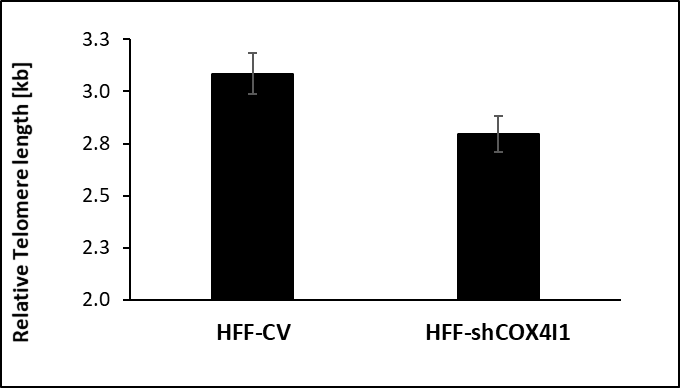 Relative Telomere length [kb]
3.3
3.0
2.8
2.5
2.3
2.0
HFF-CV
HFF-shCOX4I1